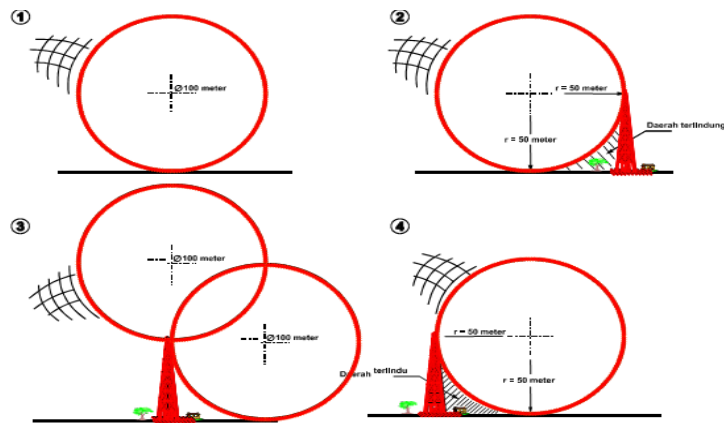 1
Ø100 meter
2
r = 50 meter
Daerah terlindung
r = 50 meter
3
Ø100 meter
Ø100 meter
4
r = 50 meter
Daerah terlindu
r = 50 meter